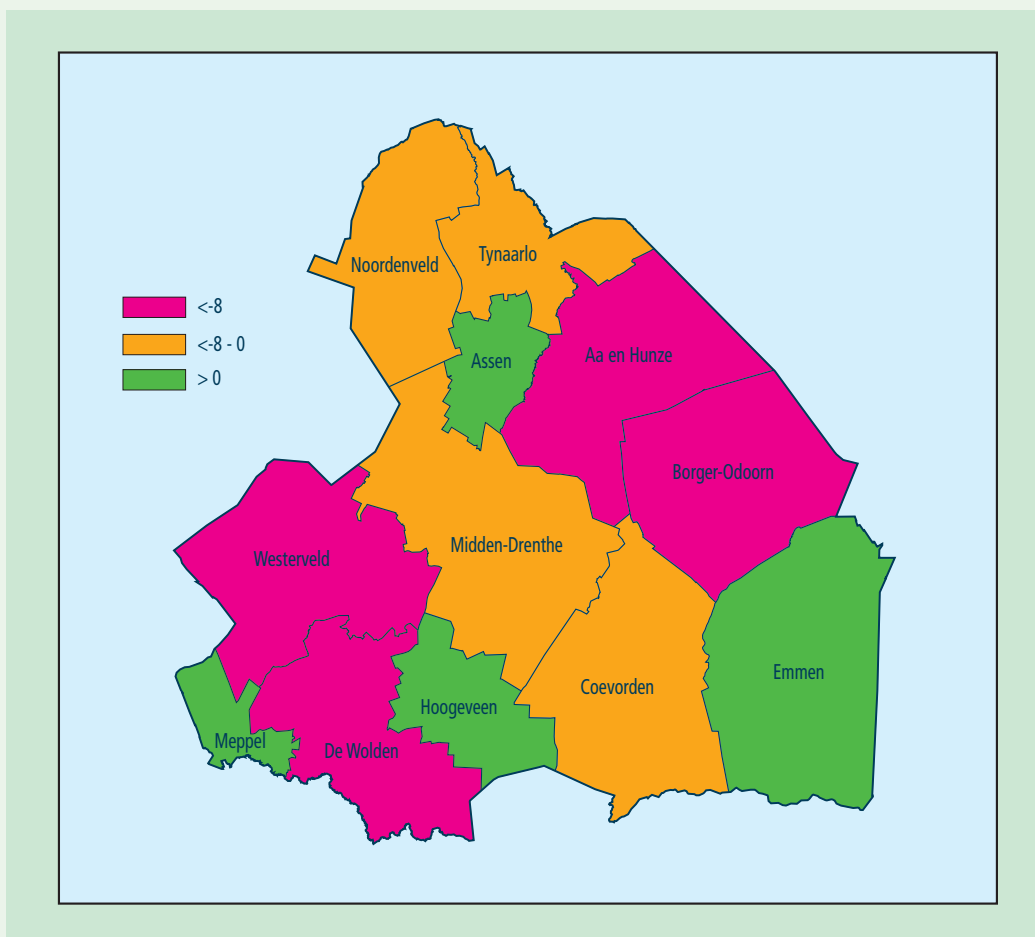 <-8
<-8 - 0
> 0
Noordenveld
Tynaarlo
Assen
Aa en Hunze
Borger-Odoorn
Midden-Drenthe
Westerveld
Emmen
Coevorden
Hoogeveen
Meppel
De Wolden